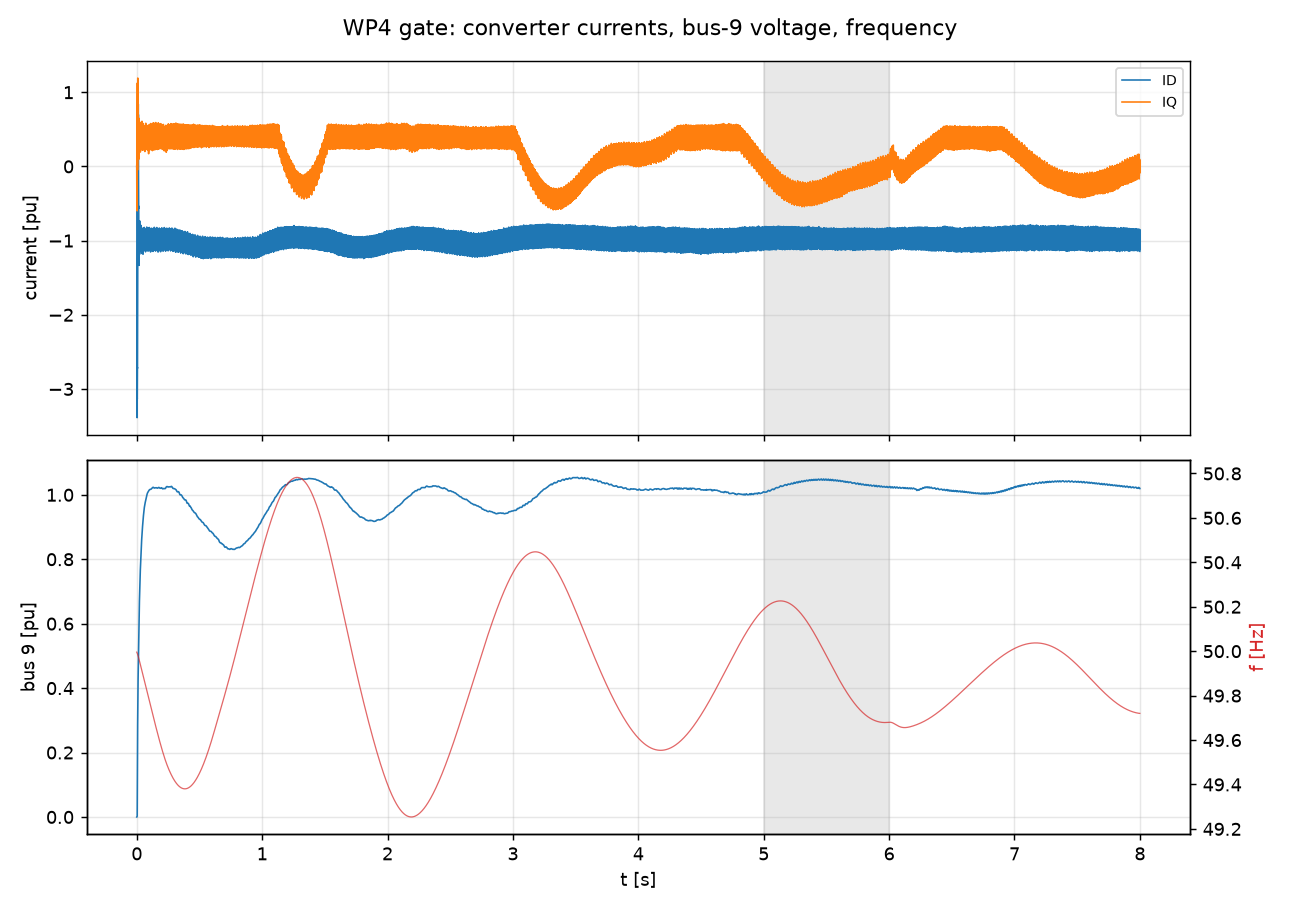 WP4 gate: converter currents, bus-9 voltage, frequency
current [pu]
1
0
−1
−2
−3
ID
IQ
bus 9 [pu]
1.0
0.8
0.6
0.4
0.2
0.0
50.8
50.6
50.4
50.2
50.0
49.8
49.6
49.4
49.2
f [Hz]
0 1 2 3 4 5 6 7 8
t [s]